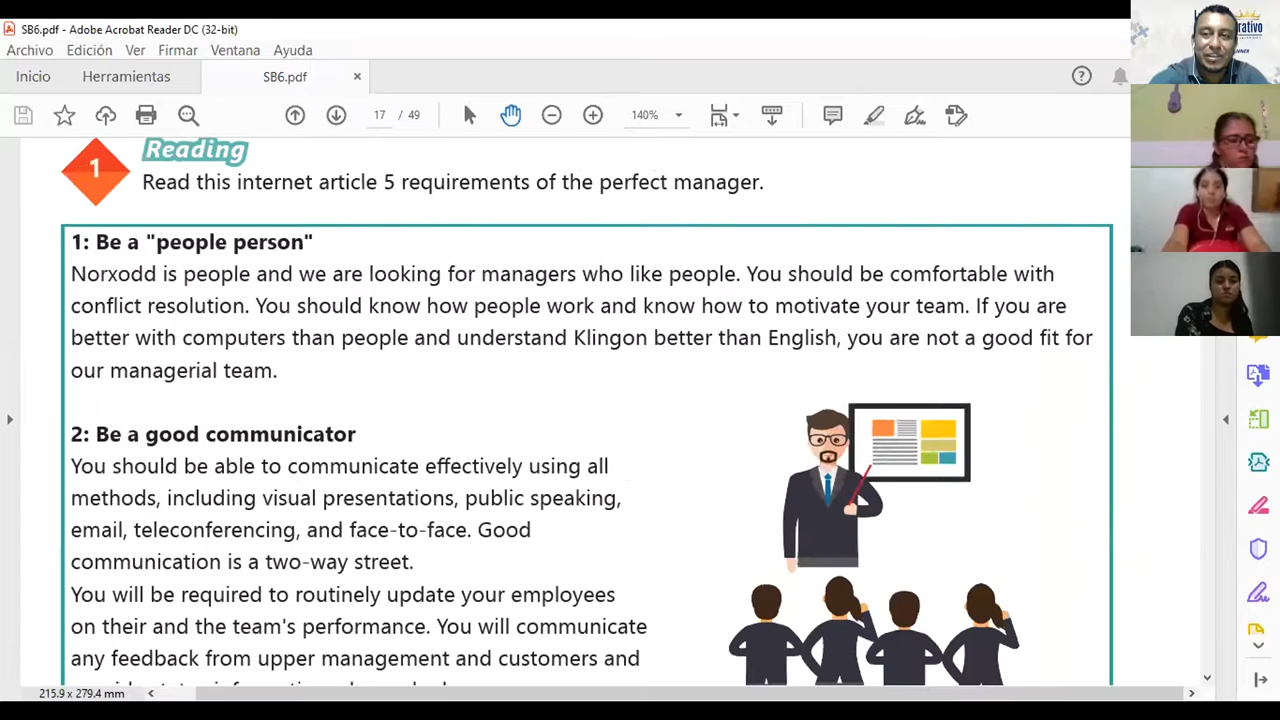 SB6.pdf - Adobe Acrobat Reader DC (32-bit)
Archivo Edición Ver Firmar Ventana Ayuda
Inicio Herramientas SB6.pdf ×
17 / 49 140%
1 Reading
Read this internet article 5 requirements of the perfect manager.
1: Be a "people person"
Norxodd is people and we are looking for managers who like people. You should be comfortable with
conflict resolution. You should know how people work and know how to motivate your team. If you are
better with computers than people and understand Klingon better than English, you are not a good fit for
our managerial team.
2: Be a good communicator
You should be able to communicate effectively using all
methods, including visual presentations, public speaking,
email, teleconferencing, and face-to-face. Good
communication is a two-way street.
You will be required to routinely update your employees
on their and the team's performance. You will communicate
any feedback from upper management and customers and
215.9 x 279.4 mm